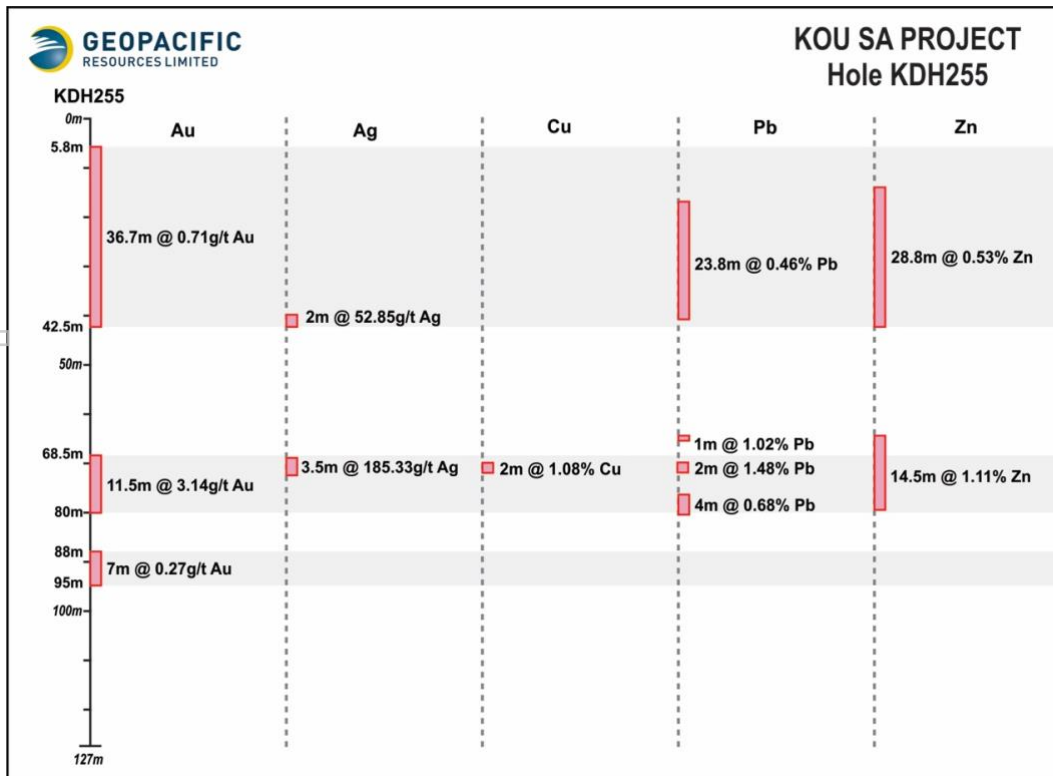 GEOPACIFIC
RESOURCES LIMITED
KOU SA PROJECT
Hole KDH255
KDH255
0m
Au
Ag
Cu
Pb
Zn
5.8m
36.7m @ 0.71g/t Au
23.8m @ 0.46% Pb
28.8m @ 0.53% Zn
2m @ 52.85g/t Ag
42.5m
50m
1m @ 1.02% Pb
68.5m
3.5m @ 185.33g/t Ag
2m @ 1.08% Cu
2m @ 1.48% Pb
14.5m @ 1.11% Zn
11.5m @ 3.14g/t Au
4m @ 0.68% Pb
80m
88m
7m @ 0.27g/t Au
95m
100m
127m